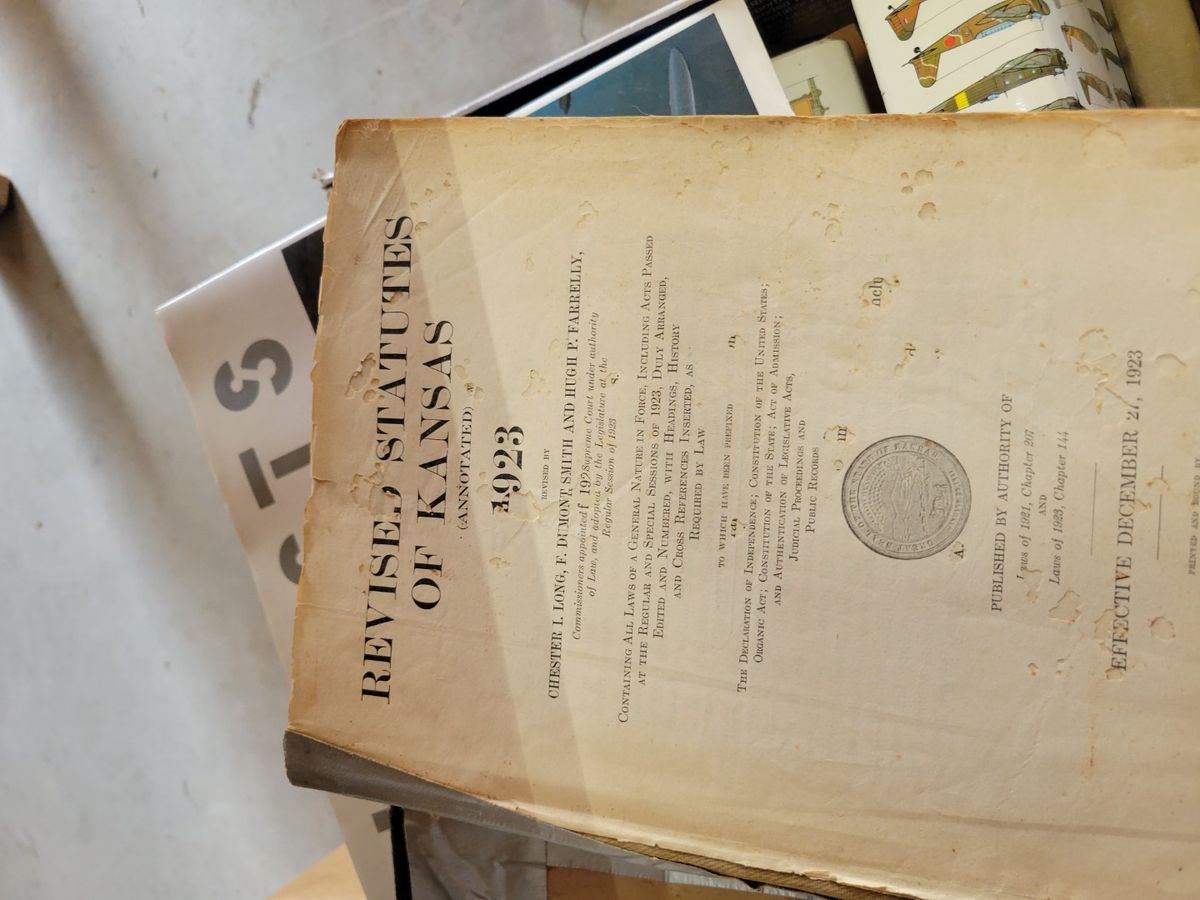 REVISED STATUTES
OF KANSAS
(ANNOTATED)
1923
REVISED BY
CHESTER I. LONG, F. DUMONT SMITH AND HUGH P. FARRELLY,
Commissioners appointed Supreme Court under authority
of Law, and adopted by the Legislature at the
Regular Session of 1923
CONTAINING ALL LAWS OF A GENERAL NATURE IN FORCE, INCLUDING ACTS PASSED
AT THE REGULAR AND SPECIAL SESSIONS OF 1923, DULY ARRANGED,
EDITED AND NUMBERED, WITH HEADINGS, HISTORY
AND CROSS REFERENCES INSERTED, AS
REQUIRED BY LAW
TO WHICH HAVE BEEN PREFIXED
THE DECLARATION OF INDEPENDENCE; CONSTITUTION OF THE UNITED STATES;
ORGANIC ACT; CONSTITUTION OF THE STATE; ACT OF ADMISSION;
AND AUTHENTICATION OF LEGISLATIVE ACTS,
JUDICIAL PROCEEDINGS AND
PUBLIC RECORDS
PUBLISHED BY AUTHORITY OF
Laws of 1921, Chapter 207
AND
Laws of 1923, Chapter 144
EFFECTIVE DECEMBER 27, 1923
PRINTED AND